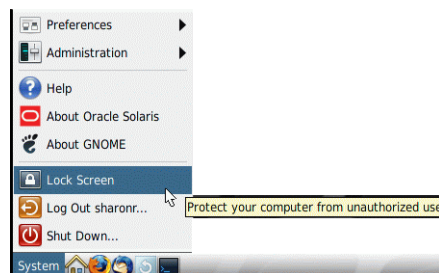 Preferences
Administration
Help
About Oracle Solaris
About GNOME
Lock Screen
Log Out sharonr...
Protect your computer from unauthorized use
Shut Down...
System